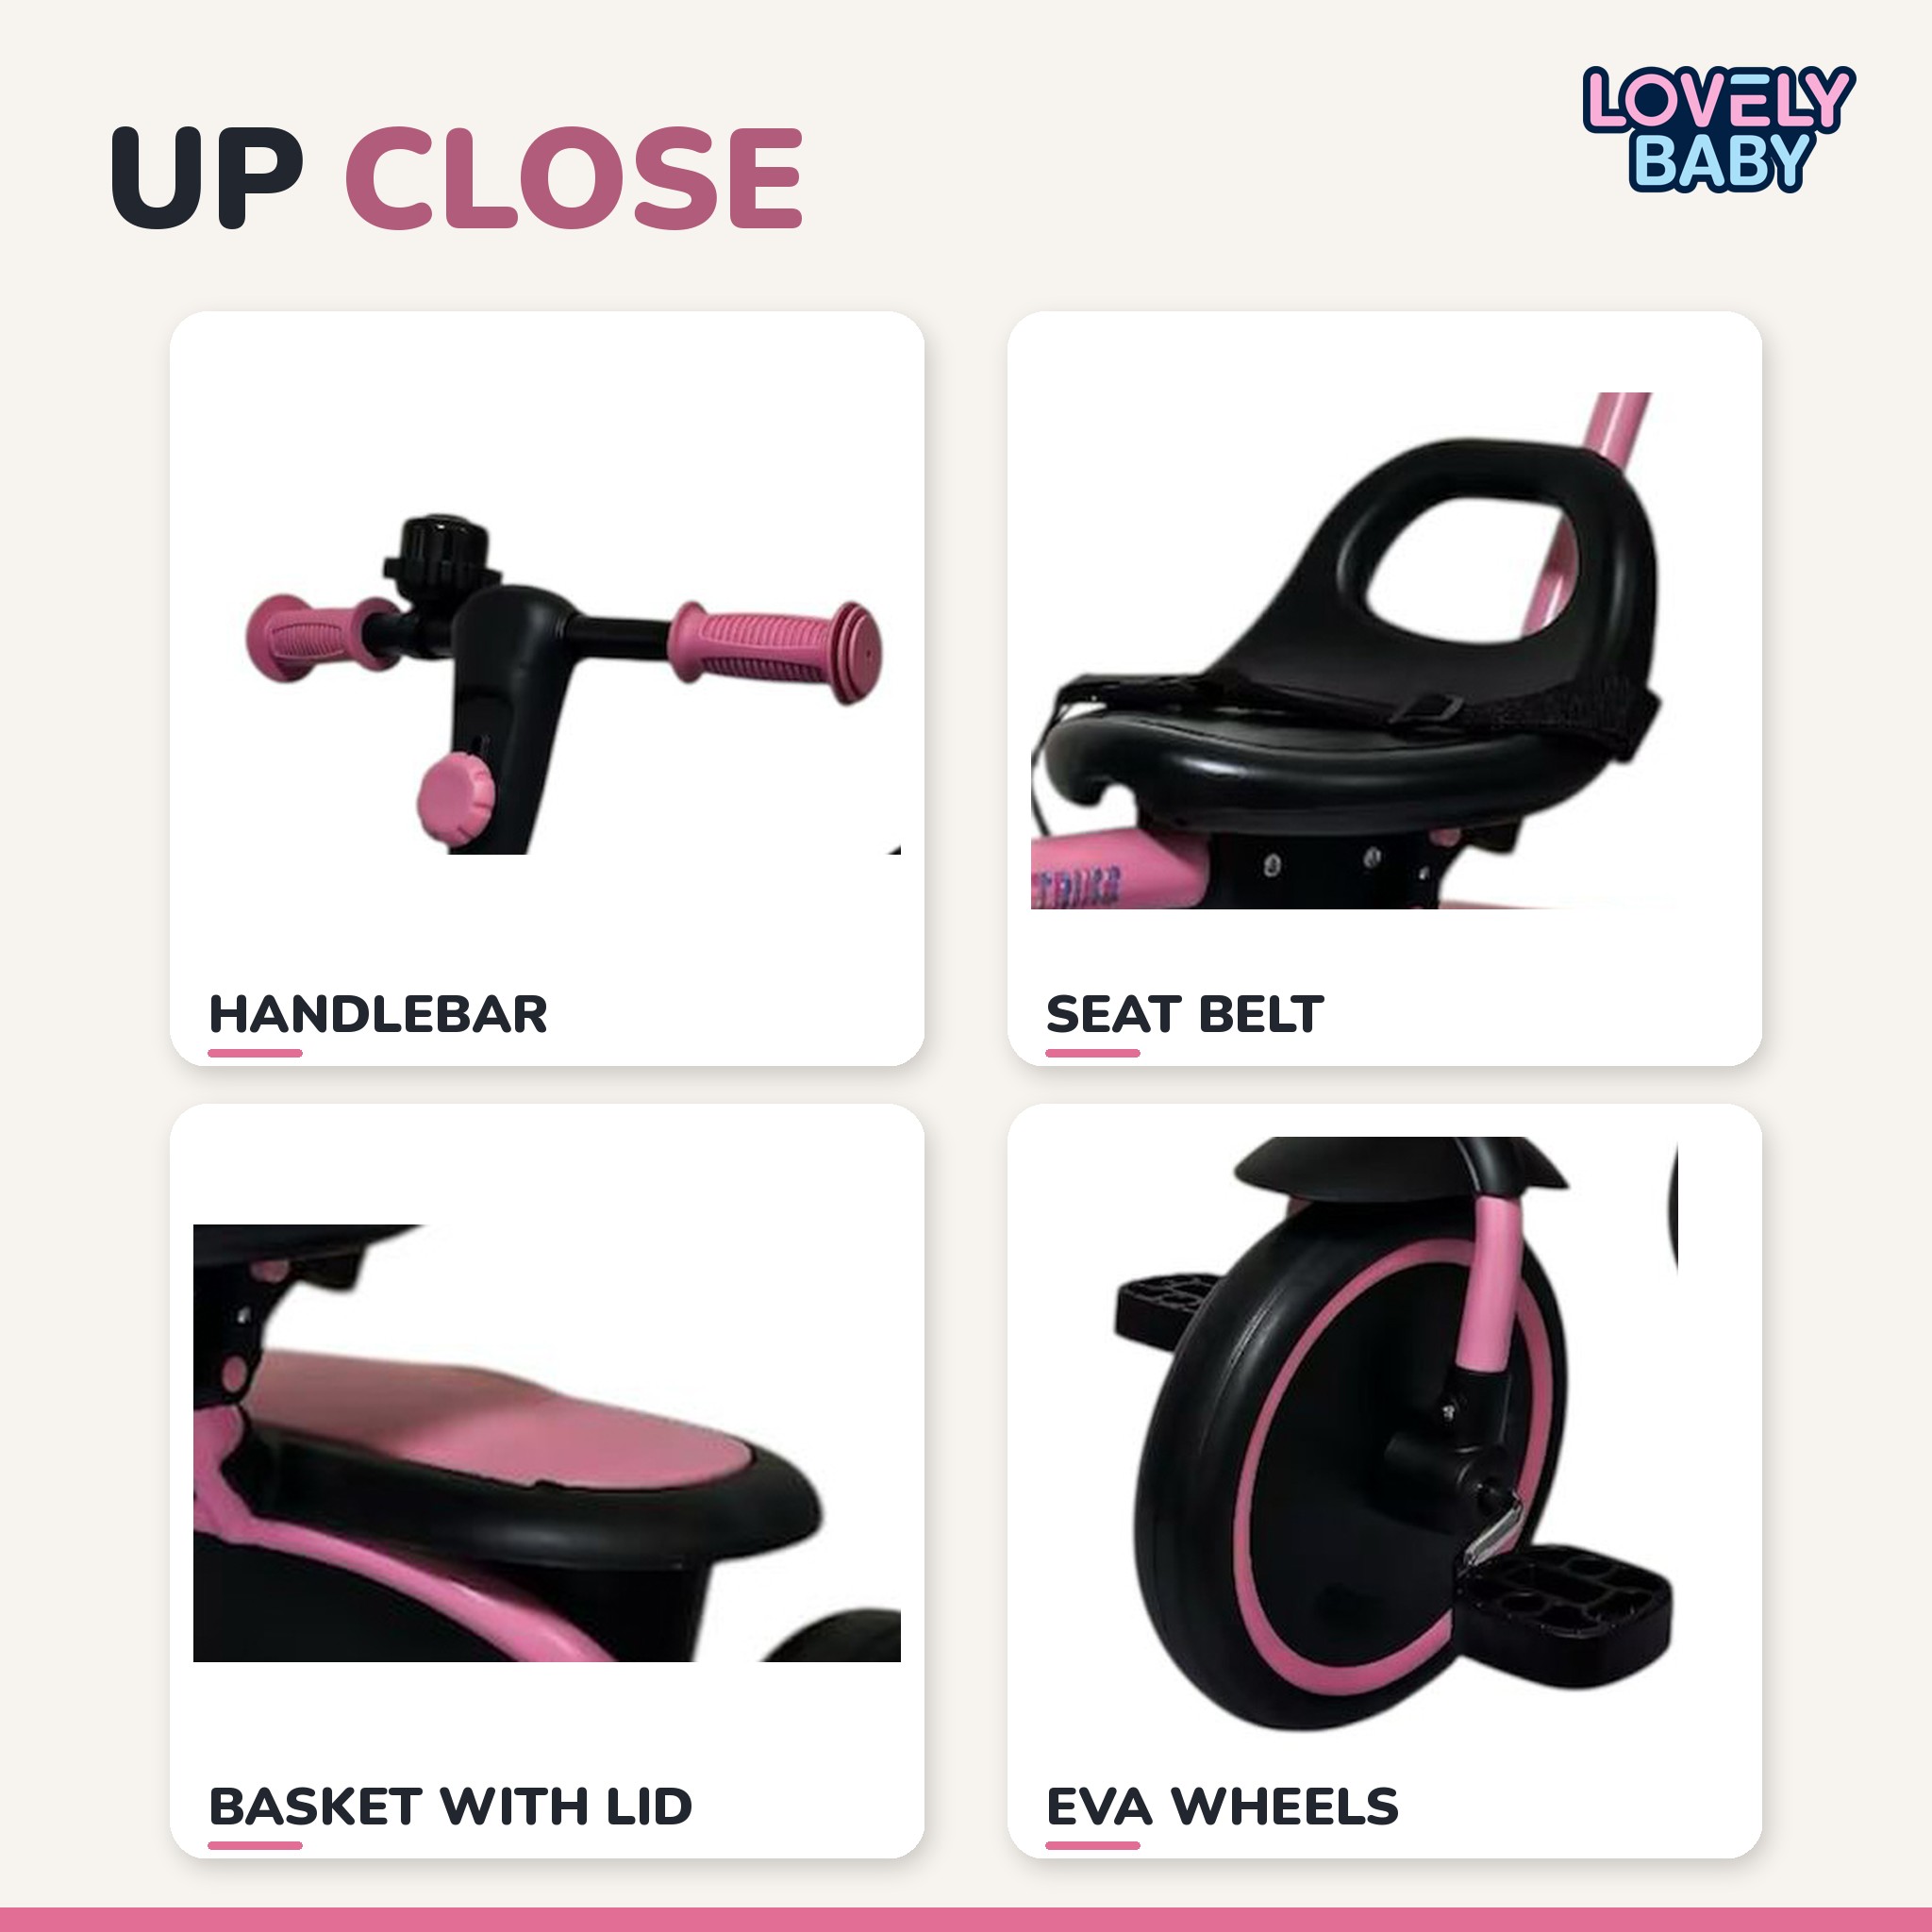 UP CLOSE
LOVELY
BABY
HANDLEBAR
SEAT BELT
BASKET WITH LID
EVA WHEELS